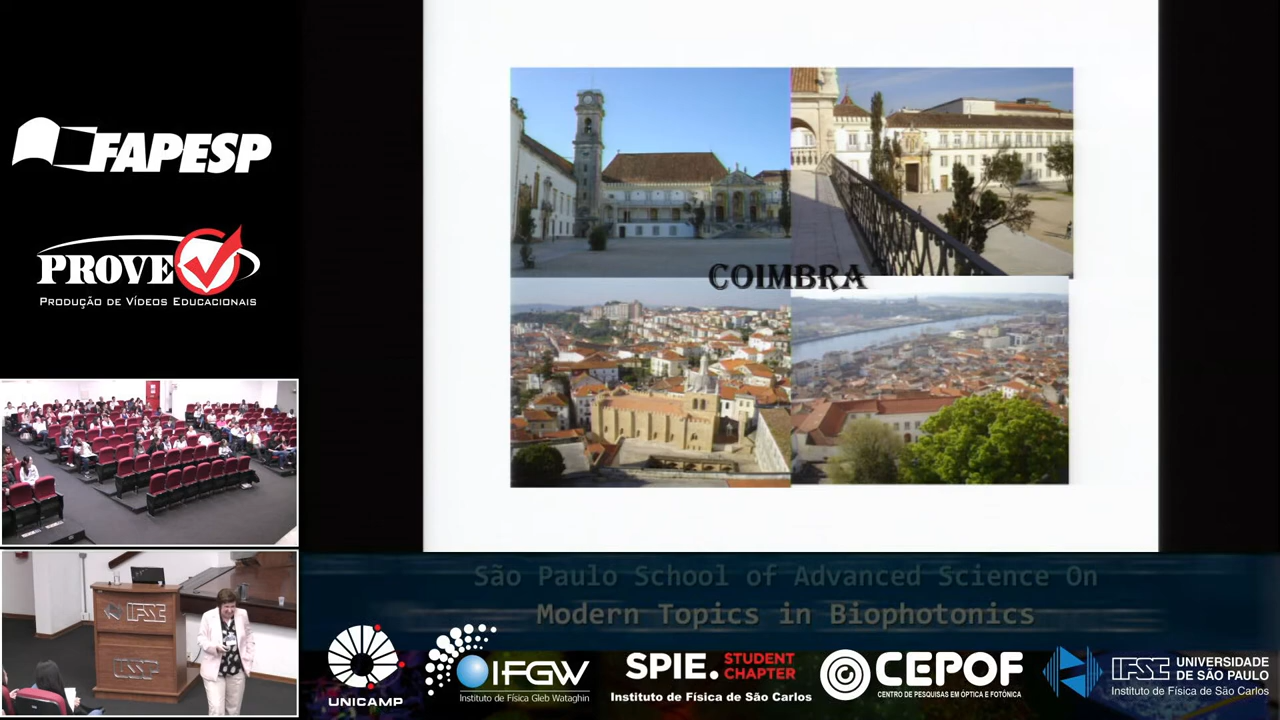 FAPESP
PROVE
Produção de Vídeos Educacionais
COIMBRA
IFSC
São Paulo School of Advanced Science On
Modern Topics in Biophotonics
UNICAMP
IFGW
Instituto de Física Gleb Wataghin
SPIE. STUDENT CHAPTER
Instituto de Física de São Carlos
CEPOF
CENTRO DE PESQUISAS EM ÓPTICA E FOTÔNICA
IFSC UNIVERSIDADE DE SÃO PAULO
Instituto de Física de São Carlos